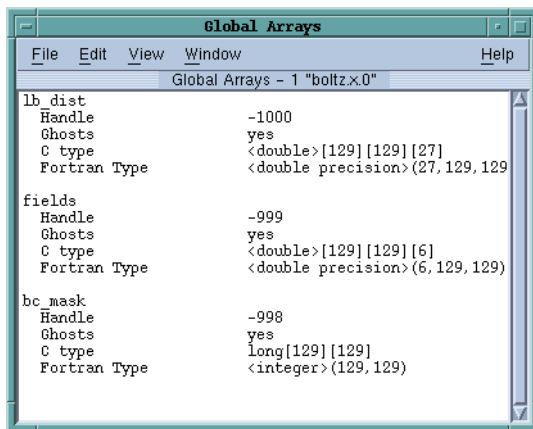 Global Arrays
File Edit View Window Help
Global Arrays - 1 "boltz.x.0"
lb_dist
Handle -1000
Ghosts yes
C type <double>[129][129][27]
Fortran Type <double precision>(27,129,129
fields
Handle -999
Ghosts yes
C type <double>[129][129][6]
Fortran Type <double precision>(6,129,129)
bc_mask
Handle -998
Ghosts yes
C type long[129][129]
Fortran Type <integer>(129,129)